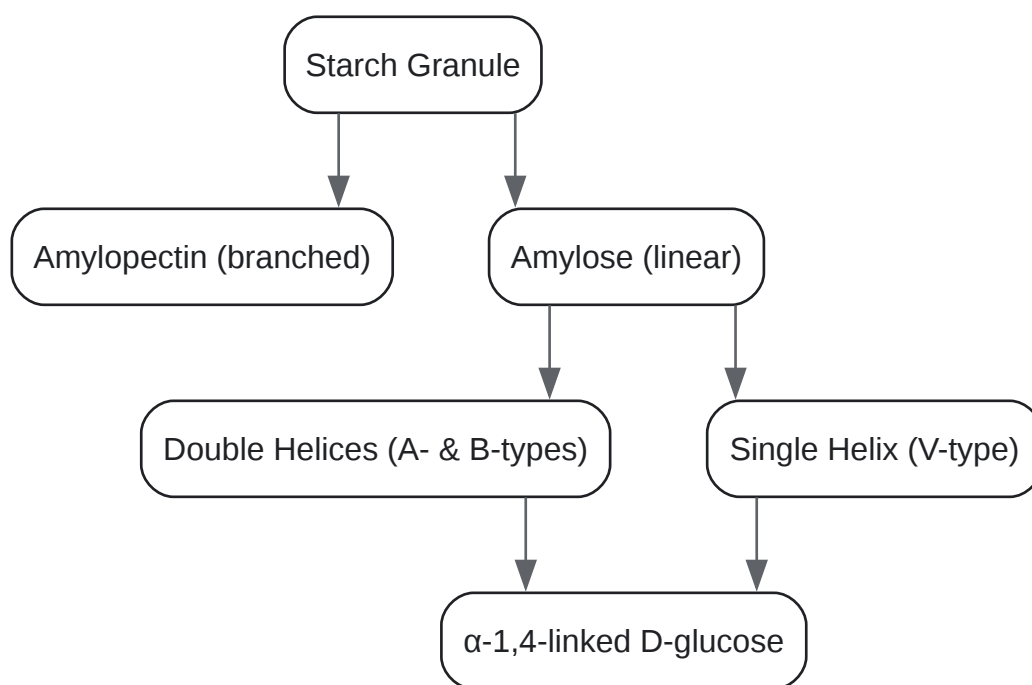 Starch Granule
Amylopectin (branched)
Amylose (linear)
Double Helices (A- & B-types)
Single Helix (V-type)
α-1,4-linked D-glucose